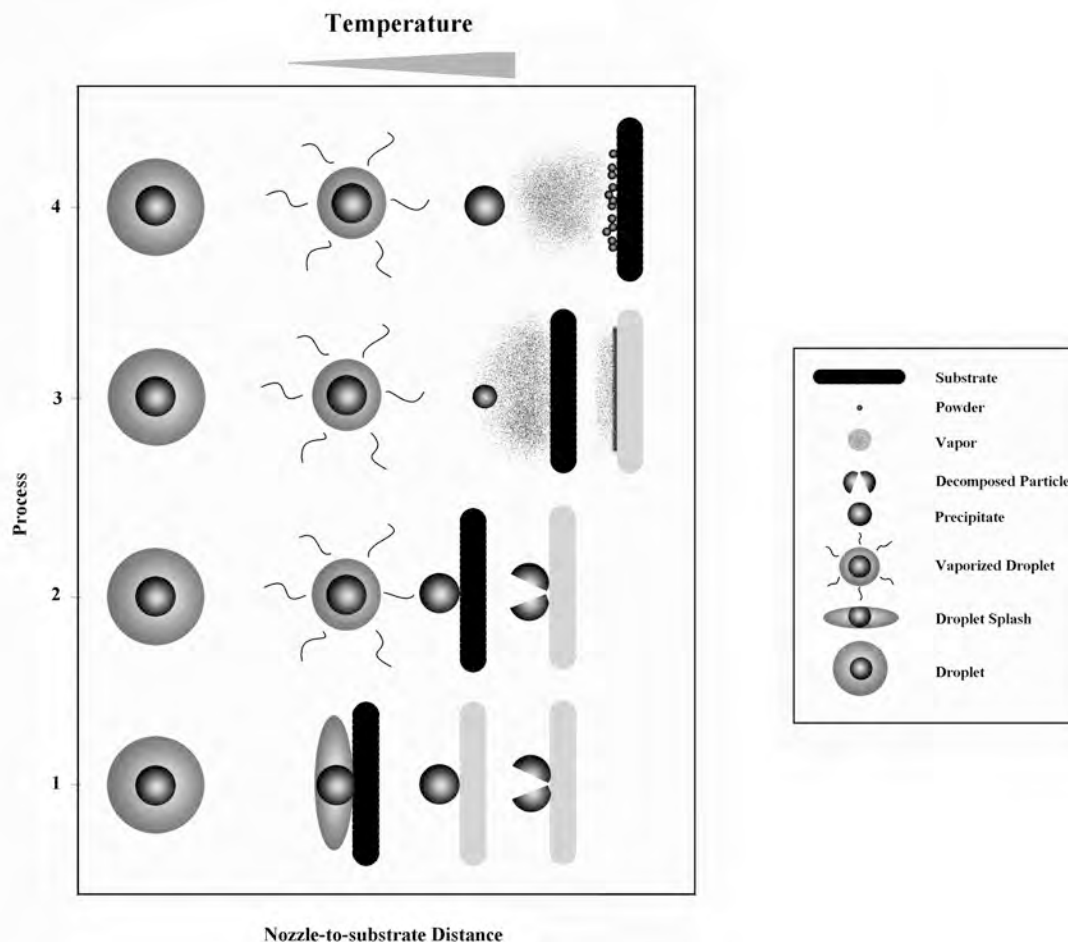 Temperature
4
3
2
1
Process
Nozzle-to-substrate Distance
Substrate
Powder
Vapor
Decomposed Particle
Precipitate
Vaporized Droplet
Droplet Splash
Droplet